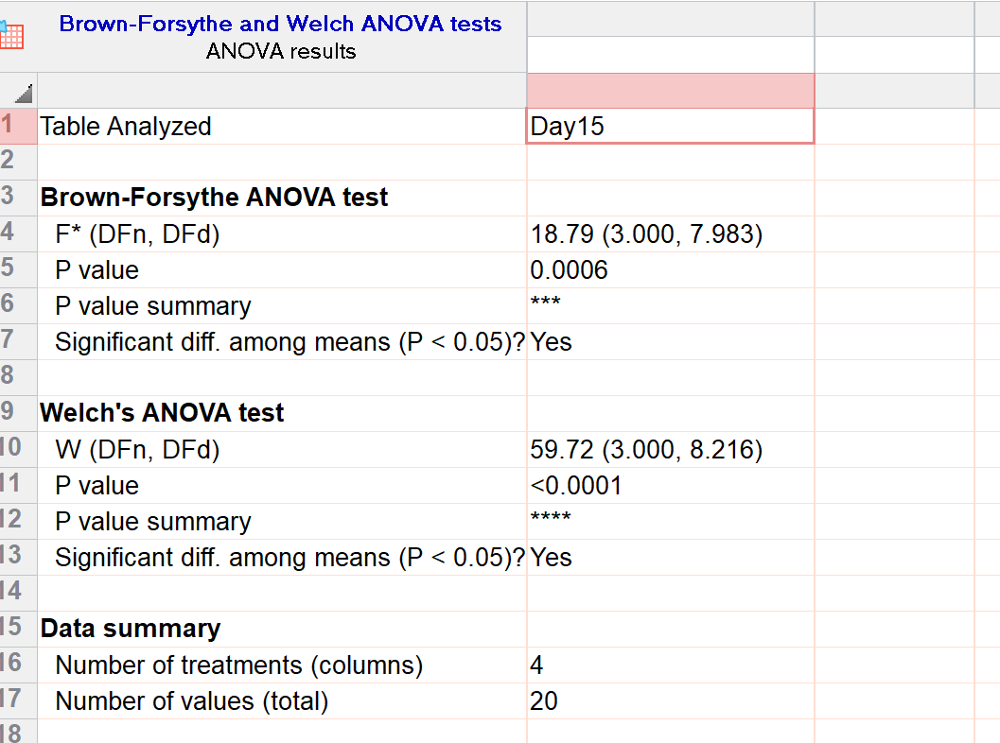 Brown-Forsythe and Welch ANOVA tests
ANOVA results
1 Table Analyzed Day15
2
3 Brown-Forsythe ANOVA test
4 F* (DFn, DFd) 18.79 (3.000, 7.983)
5 P value 0.0006
6 P value summary ***
7 Significant diff. among means (P < 0.05)? Yes
8
9 Welch's ANOVA test
10 W (DFn, DFd) 59.72 (3.000, 8.216)
11 P value <0.0001
12 P value summary ****
13 Significant diff. among means (P < 0.05)? Yes
14
15 Data summary
16 Number of treatments (columns) 4
17 Number of values (total) 20
18